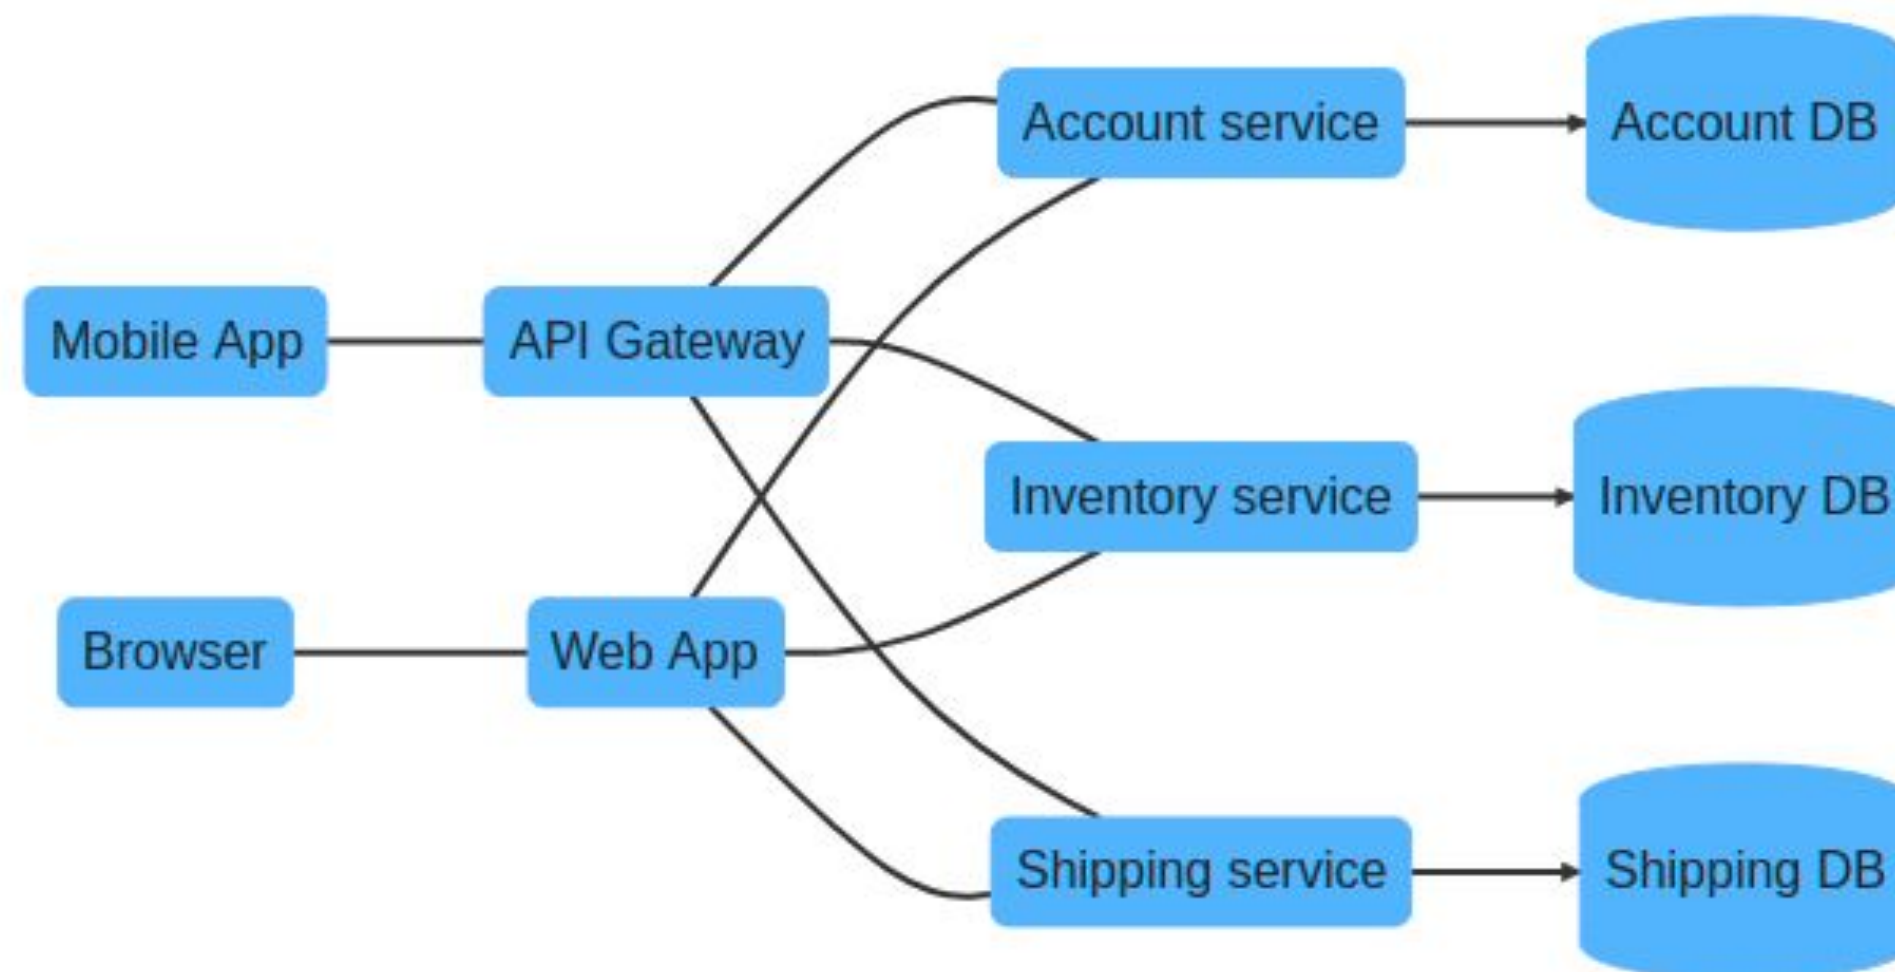 Account service
Account DB
Mobile App
API Gateway
Inventory service
Inventory DB
Browser
Web App
Shipping service
Shipping DB